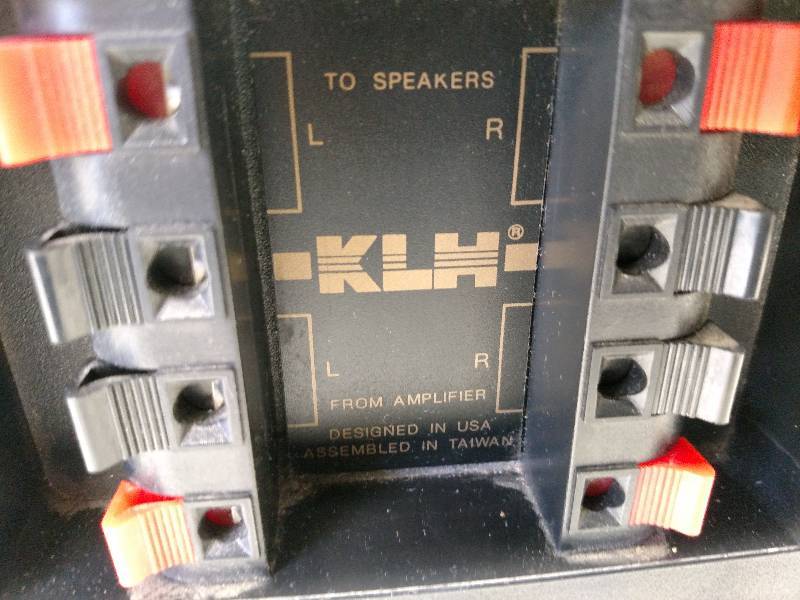 TO SPEAKERS
L R
KLH®
L R
FROM AMPLIFIER
DESIGNED IN USA
ASSEMBLED IN TAIWAN